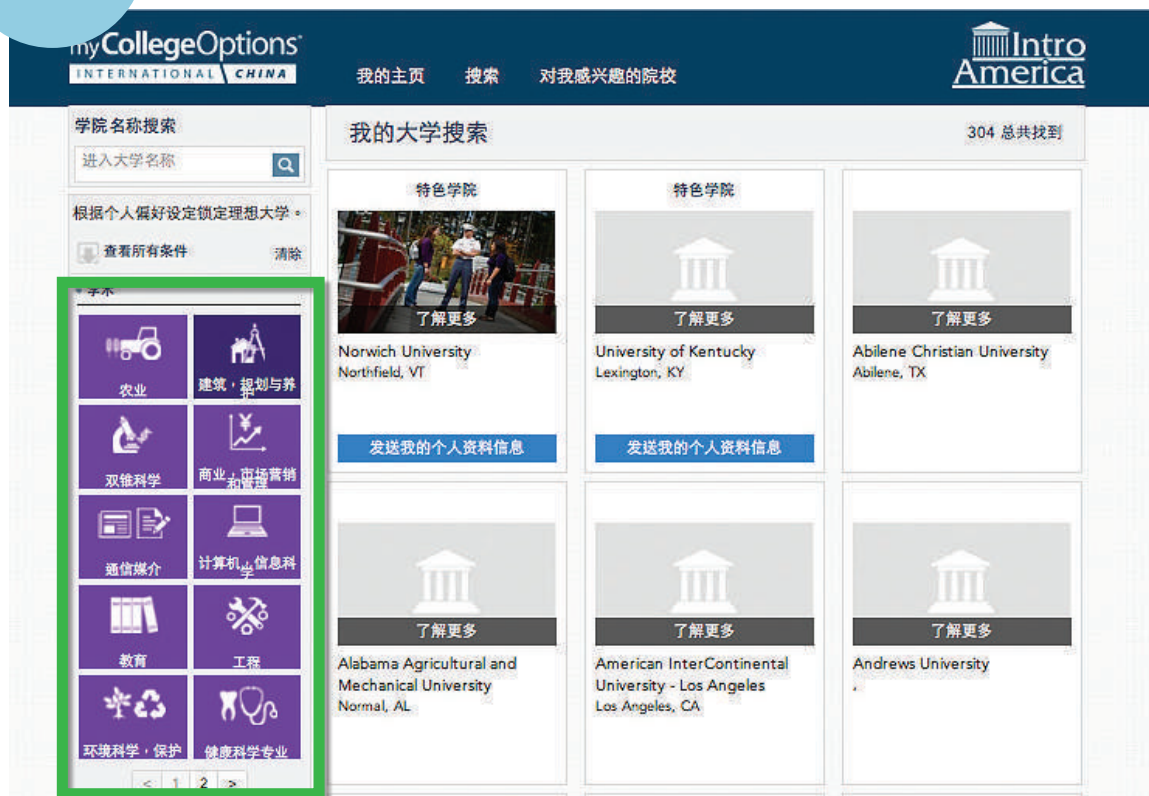 myCollegeOptions
INTERNATIONAL CHINA
我的主页 搜索 对我感兴趣的院校
Intro
America
学院名称搜索
进入大学名称
根据个人偏好设定锁定理想大学。
查看所有条件 清除
学术
农业
建筑，规划与养
护
双锥科学
商业，市场营销
和管理
通信媒介
计算机，信息科
学
教育
工程
环境科学，保护
健康科学专业
< 1 2 >
我的大学搜索
304 总共找到
特色学院
了解更多
Norwich University
Northfield, VT
发送我的个人资料信息
特色学院
了解更多
University of Kentucky
Lexington, KY
发送我的个人资料信息
了解更多
Abilene Christian University
Abilene, TX
了解更多
Alabama Agricultural and
Mechanical University
Normal, AL
了解更多
American InterContinental
University - Los Angeles
Los Angeles, CA
了解更多
Andrews University
,